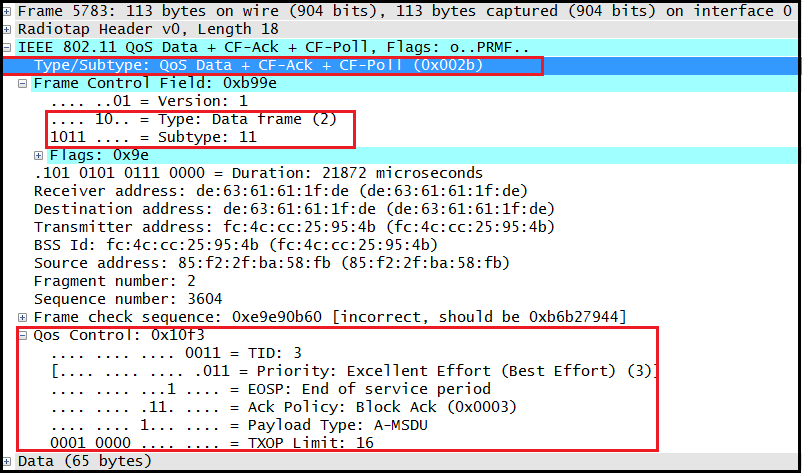 Frame 5783: 113 bytes on wire (904 bits), 113 bytes captured (904 bits) on interface 0
Radiotap Header v0, Length 18
IEEE 802.11 QoS Data + CF-Ack + CF-Poll, Flags: o..PRMF..
Type/Subtype: QoS Data + CF-Ack + CF-Poll (0x002b)
Frame Control Field: 0xb99e
.... ..01 = Version: 1
.... 10.. = Type: Data frame (2)
1011 .... = Subtype: 11
Flags: 0x9e
.101 0101 0111 0000 = Duration: 21872 microseconds
Receiver address: de:63:61:61:1f:de (de:63:61:61:1f:de)
Destination address: de:63:61:61:1f:de (de:63:61:61:1f:de)
Transmitter address: fc:4c:cc:25:95:4b (fc:4c:cc:25:95:4b)
BSS Id: fc:4c:cc:25:95:4b (fc:4c:cc:25:95:4b)
Source address: 85:f2:2f:ba:58:fb (85:f2:2f:ba:58:fb)
Fragment number: 2
Sequence number: 3604
Frame check sequence: 0xe9e90b60 [incorrect, should be 0xb6b27944]
Qos Control: 0x10f3
.... .... .... 0011 = TID: 3
[.... .... .... .011 = Priority: Excellent Effort (Best Effort) (3)]
.... .... ...1 .... = EOSP: End of service period
.... .... .11. .... = Ack Policy: Block Ack (0x0003)
.... .... 1... .... = Payload Type: A-MSDU
0001 0000 .... .... = TXOP Limit: 16
Data (65 bytes)